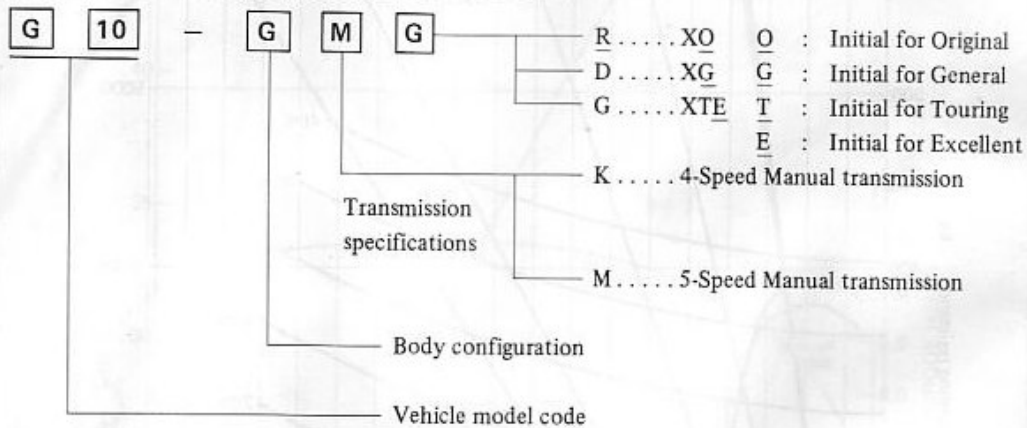 G 10 – G M G
R ..... XO O : Initial for Original
D ..... XG G : Initial for General
G ..... XTE T : Initial for Touring
E : Initial for Excellent
K ..... 4-Speed Manual transmission
Transmission
specifications
M ..... 5-Speed Manual transmission
Body configuration
Vehicle model code